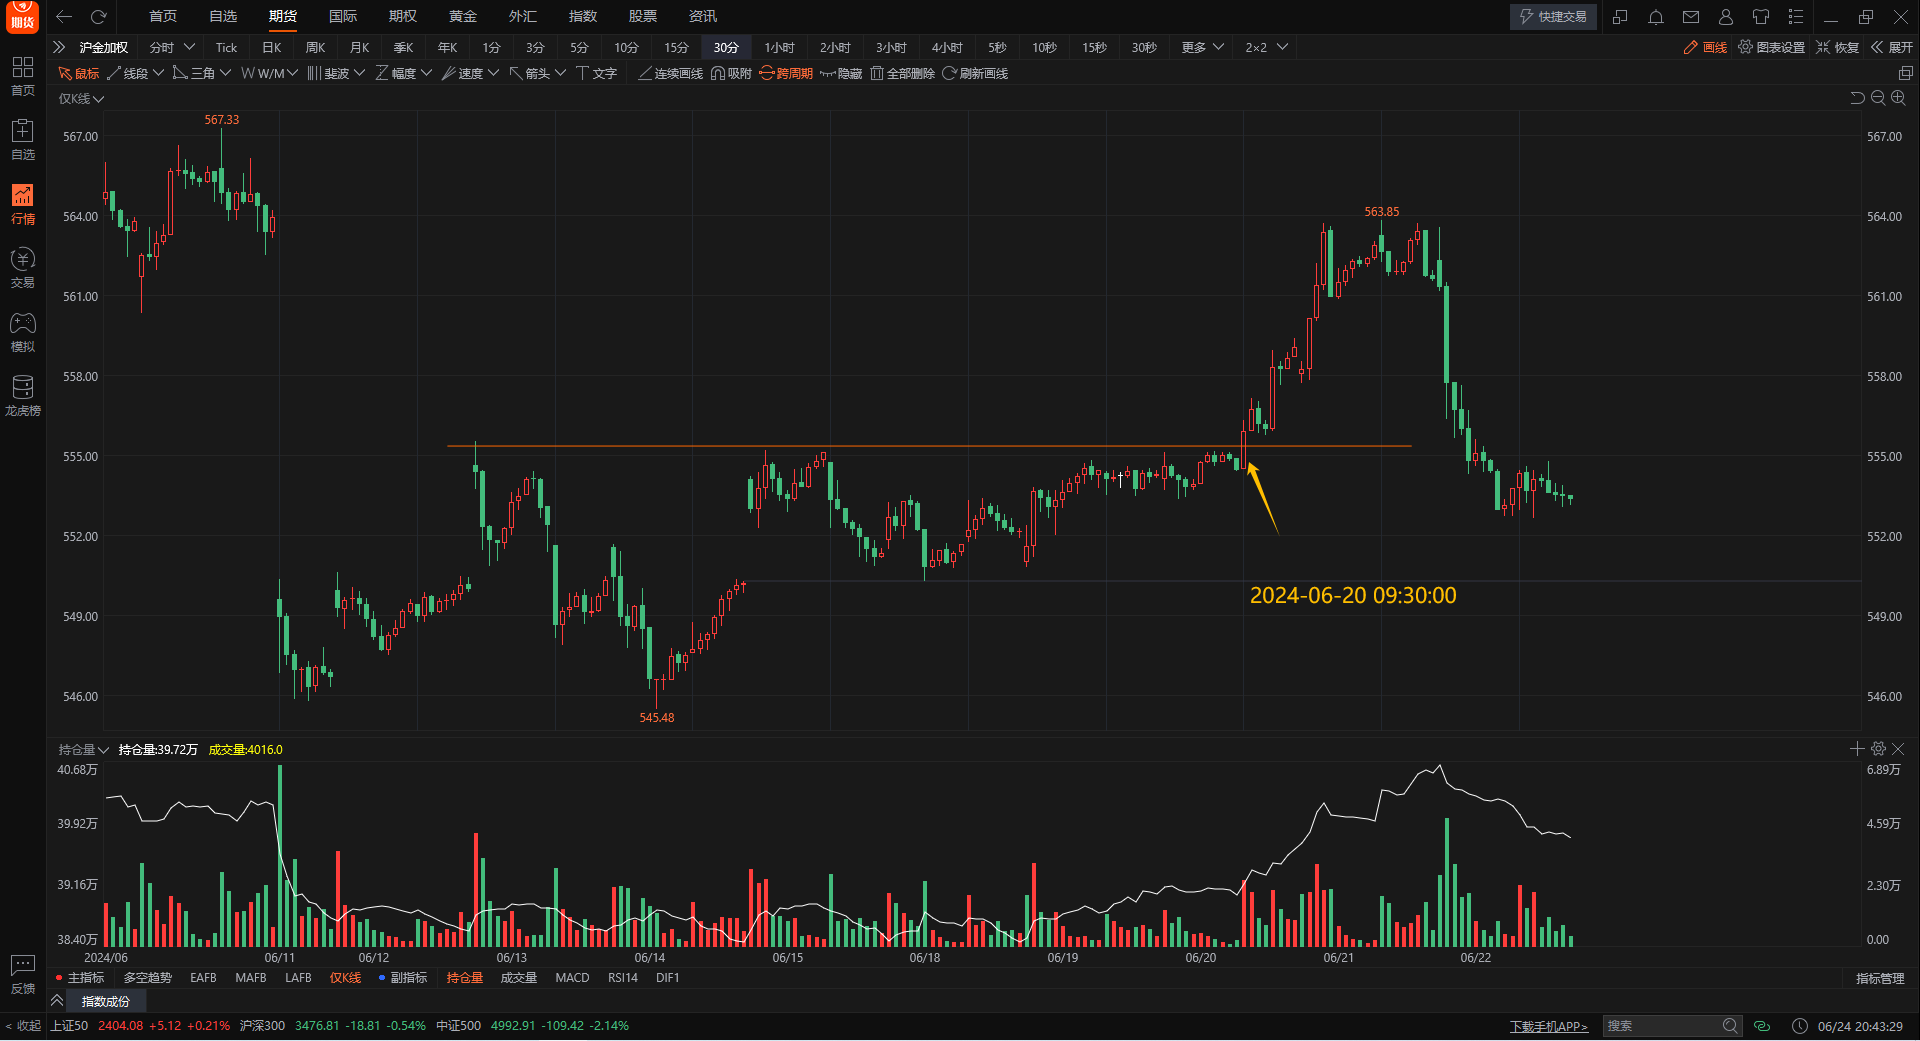 期货
首页 自选 期货 国际 期权 黄金 外汇 指数 股票 资讯
快捷交易
沪金加权 分时 Tick 日K 周K 月K 季K 年K 1分 3分 5分 10分 15分 30分 1小时 2小时 3小时 4小时 5秒 10秒 15秒 30秒 更多 2×2
画线 图表设置 恢复 展开
鼠标 线段 三角 W/M 斐波 幅度 速度 箭头 文字 连续画线 吸附 跨周期 隐藏 全部删除 刷新画线
首页
自选
行情
交易
模拟
龙虎榜
反馈
< 收起
仅K线
567.33
567.00 567.00
564.00 563.85 564.00
561.00 561.00
558.00 558.00
555.00 555.00
552.00 552.00
2024-06-20 09:30:00
549.00 549.00
546.00 546.00
545.48
持仓量 持仓量:39.72万 成交量:4016.0
40.68万 6.89万
39.92万 4.59万
39.16万 2.30万
38.40万 0.00
2024/06 06/11 06/12 06/13 06/14 06/15 06/18 06/19 06/20 06/21 06/22
主指标 多空趋势 EAFB MAFB LAFB 仅K线 副指标 持仓量 成交量 MACD RSI14 DIF1 指标管理
指数成份
上证50 2404.08 +5.12 +0.21% 沪深300 3476.81 -18.81 -0.54% 中证500 4992.91 -109.42 -2.14%
下载手机APP> 搜索 06/24 20:43:29